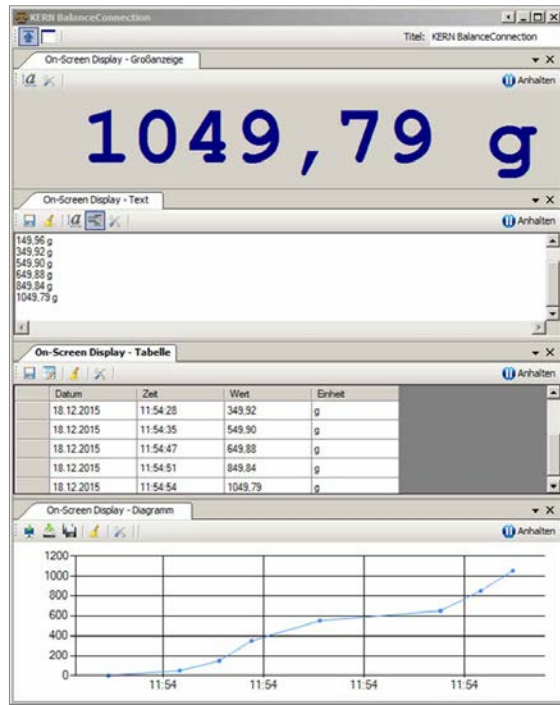 KERN BalanceConnection
Titel: KERN BalanceConnection
On-Screen Display - Großanzeige
Anhalten
1049,79 g
On-Screen Display - Text
Anhalten
149,96 g
349,92 g
549,90 g
649,88 g
849,84 g
1049,79 g
On-Screen Display - Tabelle
Anhalten
Datum Zeit Wert Einheit
18.12.2015 11:54:28 349,92 g
18.12.2015 11:54:35 549,90 g
18.12.2015 11:54:47 649,88 g
18.12.2015 11:54:51 849,84 g
18.12.2015 11:54:54 1049,79 g
On-Screen Display - Diagramm
Anhalten
1200
1000
800
600
400
200
0
11:54 11:54 11:54 11:54